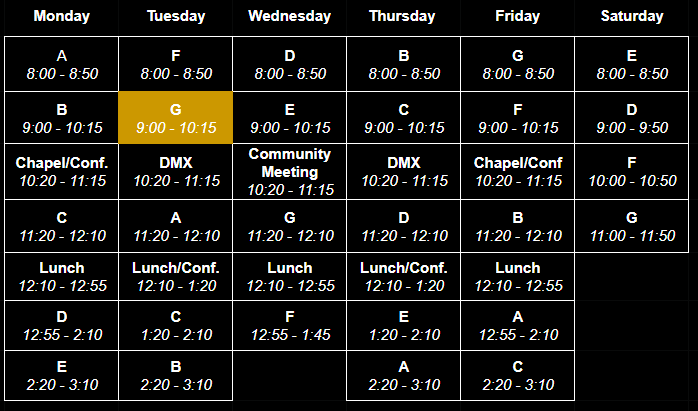 Monday Tuesday Wednesday Thursday Friday Saturday
A F D B G E
8:00 - 8:50 8:00 - 8:50 8:00 - 8:50 8:00 - 8:50 8:00 - 8:50 8:00 - 8:50
B G E C F D
9:00 - 10:15 9:00 - 10:15 9:00 - 10:15 9:00 - 10:15 9:00 - 10:15 9:00 - 9:50
Chapel/Conf. DMX Community Meeting DMX Chapel/Conf F
10:20 - 11:15 10:20 - 11:15 10:20 - 11:15 10:20 - 11:15 10:20 - 11:15 10:00 - 10:50
C A G D B G
11:20 - 12:10 11:20 - 12:10 11:20 - 12:10 11:20 - 12:10 11:20 - 12:10 11:00 - 11:50
Lunch Lunch/Conf. Lunch Lunch/Conf. Lunch
12:10 - 12:55 12:10 - 1:20 12:10 - 12:55 12:10 - 1:20 12:10 - 12:55
D C F E A
12:55 - 2:10 1:20 - 2:10 12:55 - 1:45 1:20 - 2:10 12:55 - 2:10
E B A C
2:20 - 3:10 2:20 - 3:10 2:20 - 3:10 2:20 - 3:10